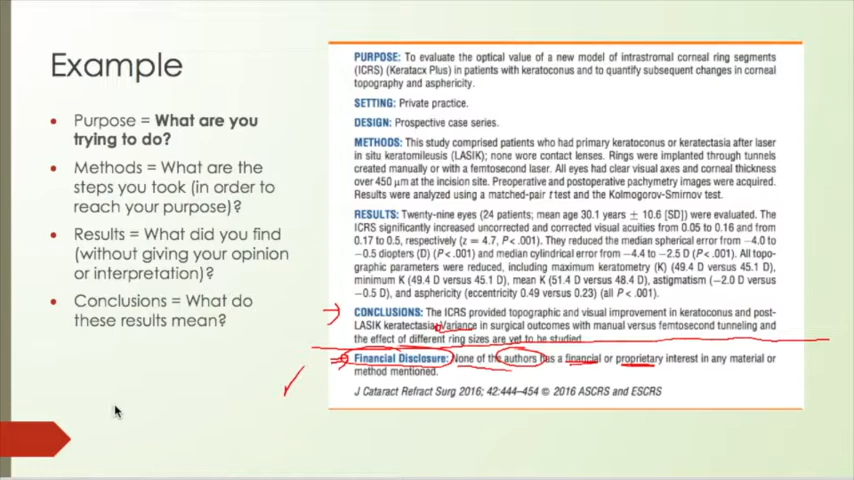 Example
Purpose = What are you
trying to do?
Methods = What are the
steps you took (in order to
reach your purpose)?
Results = What did you find
(without giving your opinion
or interpretation)?
Conclusions = What do
these results mean?
PURPOSE: To evaluate the optical value of a new model of intrastromal corneal ring segments
(ICRS) (Keratacx Plus) in patients with keratoconus and to quantify subsequent changes in corneal
topography and asphericity.
SETTING: Private practice.
DESIGN: Prospective case series.
METHODS: This study comprised patients who had primary keratoconus or keratectasia after laser
in situ keratomileusis (LASIK); none wore contact lenses. Rings were implanted through tunnels
created manually or with a femtosecond laser. All eyes had clear visual axes and corneal thickness
over 450 μm at the incision site. Preoperative and postoperative pachymetry images were acquired.
Results were analyzed using a matched-pair t test and the Kolmogorov-Smirnov test.
RESULTS: Twenty-nine eyes (24 patients; mean age 30.1 years ± 10.6 [SD]) were evaluated. The
ICRS significantly increased uncorrected and corrected visual acuities from 0.05 to 0.16 and from
0.17 to 0.5, respectively (z = 4.7, P< .001). They reduced the median spherical error from −4.0 to
−0.5 diopters (D) (P< .001) and median cylindrical error from −4.4 to −2.5 D (P< .001). All topo-
graphic parameters were reduced, including maximum keratometry (K) (49.4 D versus 45.1 D),
minimum K (49.4 D versus 45.1 D), mean K (51.4 D versus 48.4 D), astigmatism (−2.0 D versus
−0.5 D), and asphericity (eccentricity 0.49 versus 0.23) (all P < .001).
CONCLUSIONS: The ICRS provided topographic and visual improvement in keratoconus and post-
LASIK keratectasia. Variance in surgical outcomes with manual versus femtosecond tunneling and
the effect of different ring sizes are yet to be studied.
Financial Disclosure: None of the authors has a financial or proprietary interest in any material or
method mentioned.
J Cataract Refract Surg 2016; 42:444–454 © 2016 ASCRS and ESCRS